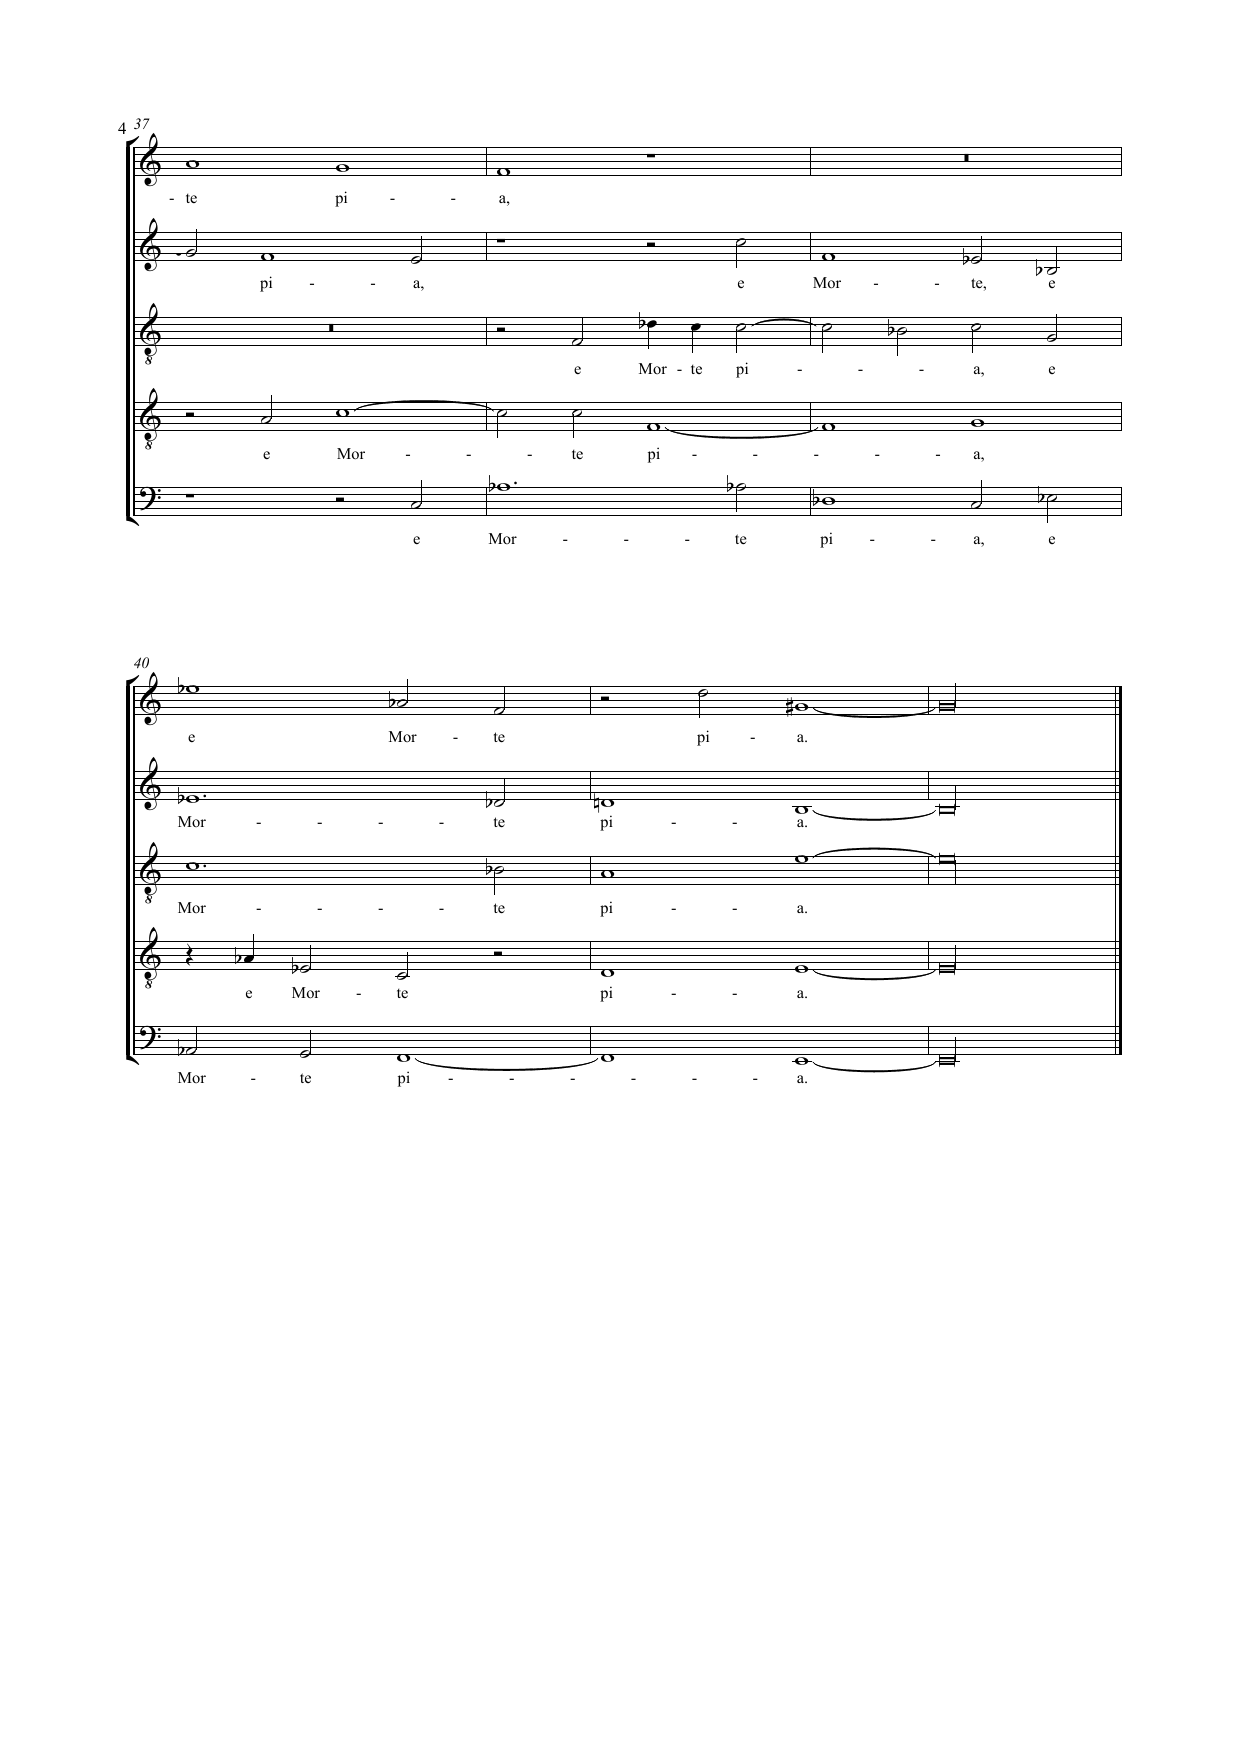 4 37
- te pi - - a,
pi - - a, e Mor - - te, e
e Mor - te pi - - - a, e
e Mor - - - te pi - - - - - a,
e Mor - - - te pi - - a, e
40
e Mor - te pi - a.
Mor - - - - te pi - - a.
Mor - - - - te pi - - a.
e Mor - te pi - - a.
Mor - te pi - - - - - - a.